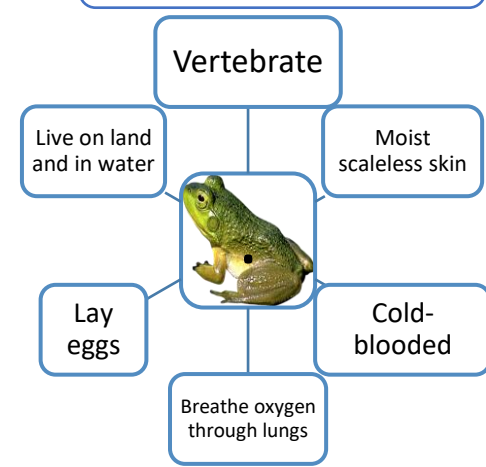 Vertebrate
Live on land
and in water
Moist
scaleless skin
Lay
eggs
Cold-
blooded
Breathe oxygen
through lungs